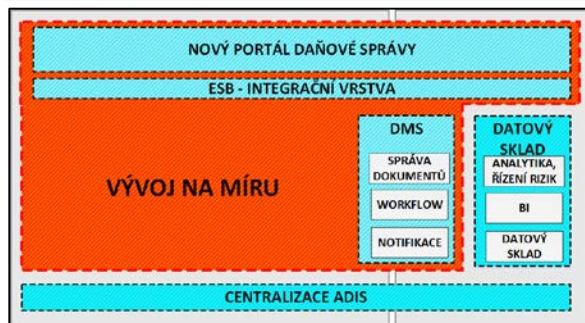 NOVÝ PORTÁL DAŇOVÉ SPRÁVY
ESB - INTEGRAČNÍ VRSTVA
VÝVOJ NA MÍRU
DMS
SPRÁVA
DOKUMENTŮ
WORKFLOW
NOTIFIKACE
DATOVÝ
SKLAD
ANALYTIKA,
ŘÍZENÍ RIZIK
BI
DATOVÝ
SKLAD
CENTRALIZACE ADIS